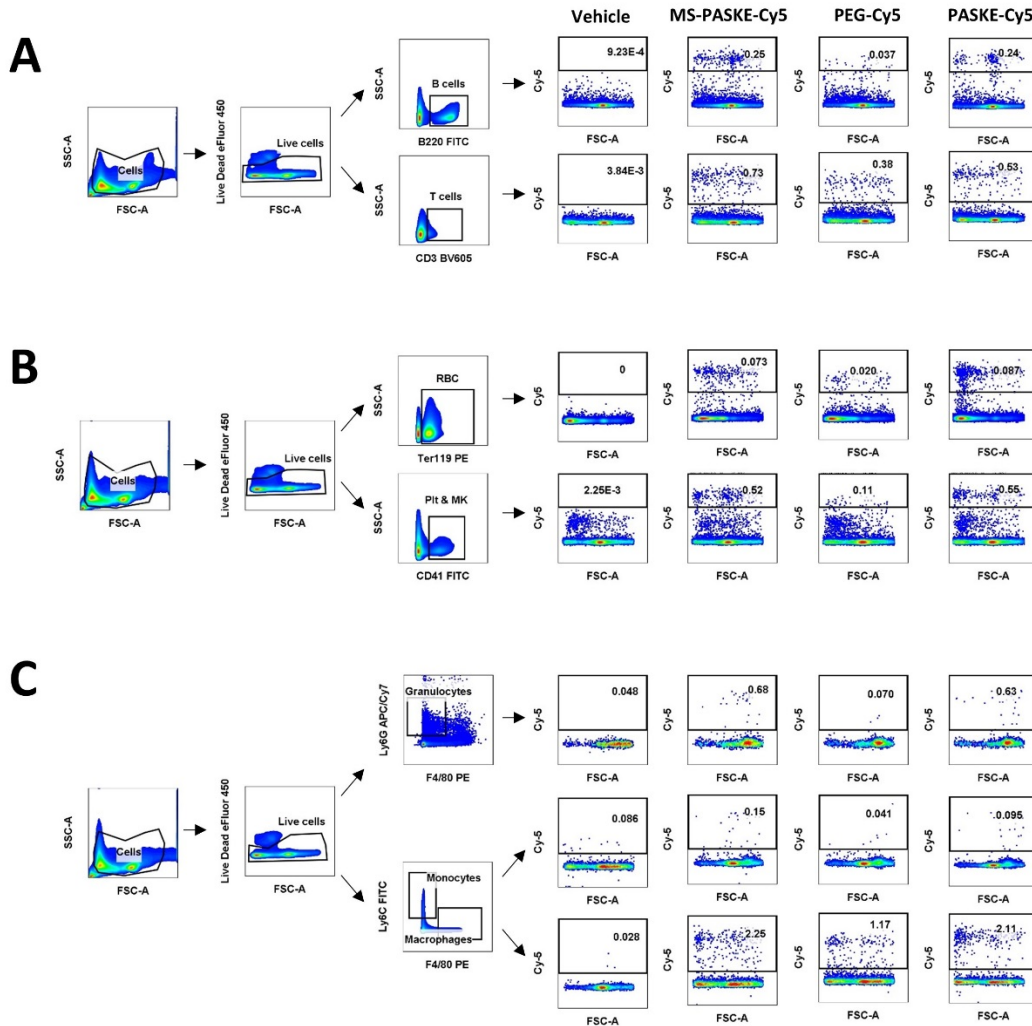 Vehicle MS-PASKE-Cy5 PEG-Cy5 PASKE-Cy5
A
SSC-A
Cells
FSC-A
Live Dead eFluor 450
Live cells
FSC-A
SSC-A
B cells
B220 FITC
Cy-5
9.23E-4
FSC-A
Cy-5
0.25
FSC-A
Cy-5
0.037
FSC-A
Cy-5
0.24
FSC-A
SSC-A
T cells
CD3 BV605
Cy-5
3.84E-3
FSC-A
Cy-5
0.73
FSC-A
Cy-5
0.38
FSC-A
Cy-5
0.53
FSC-A
B
SSC-A
Cells
FSC-A
Live Dead eFluor 450
Live cells
FSC-A
SSC-A
RBC
Ter119 PE
Cy5
0
FSC-A
Cy-5
0.073
FSC-A
Cy-5
0.020
FSC-A
Cy-5
0.087
FSC-A
SSC-A
Plt & MK
CD41 FITC
Cy-5
2.25E-3
FSC-A
Cy-5
0.52
FSC-A
Cy-5
0.11
FSC-A
Cy-5
0.55
FSC-A
C
SSC-A
Cells
FSC-A
Live Dead eFluor 450
Live cells
FSC-A
Ly6G APC/Cy7
Granulocytes
F4/80 PE
Cy-5
0.048
FSC-A
Cy-5
0.68
FSC-A
Cy-5
0.070
FSC-A
Cy-5
0.63
FSC-A
Ly6C FITC
Monocytes
Macrophages
F4/80 PE
Cy-5
0.086
FSC-A
Cy-5
0.15
FSC-A
Cy-5
0.041
FSC-A
Cy-5
0.095
FSC-A
Cy-5
0.028
FSC-A
Cy-5
2.25
FSC-A
Cy-5
1.17
FSC-A
Cy-5
2.11
FSC-A